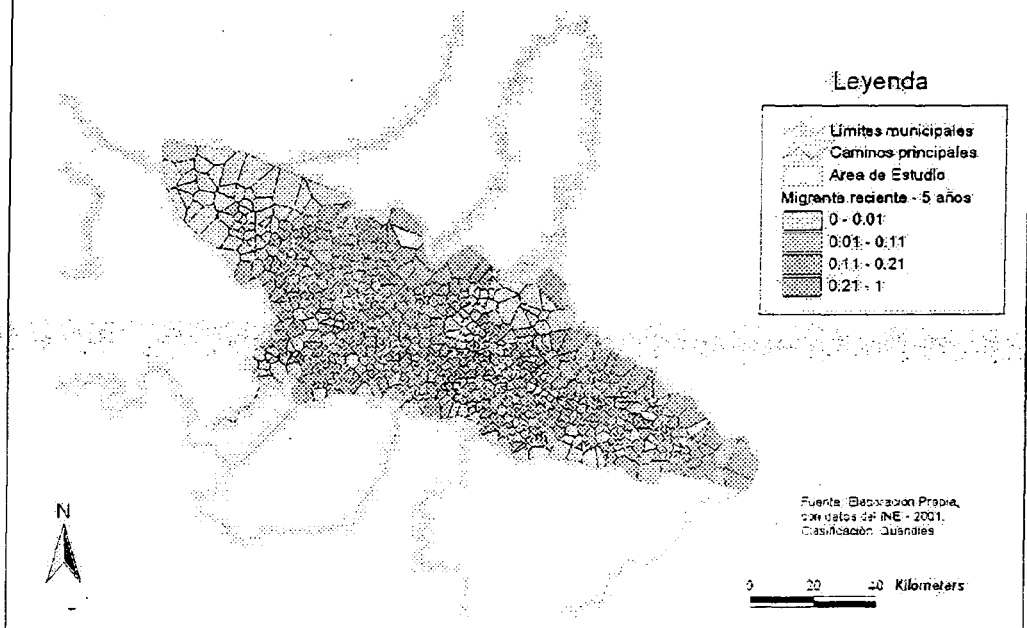 Leyenda
Límites municipales
Caminos principales
Area de Estudio
Migrante reciente - 5 años
0 - 0.01
0.01 - 0.11
0.11 - 0.21
0.21 - 1
N
Fuente: Elaboración Propia,
con datos del INE - 2001.
Clasificación: Quandies
0 20 40 Kilometers